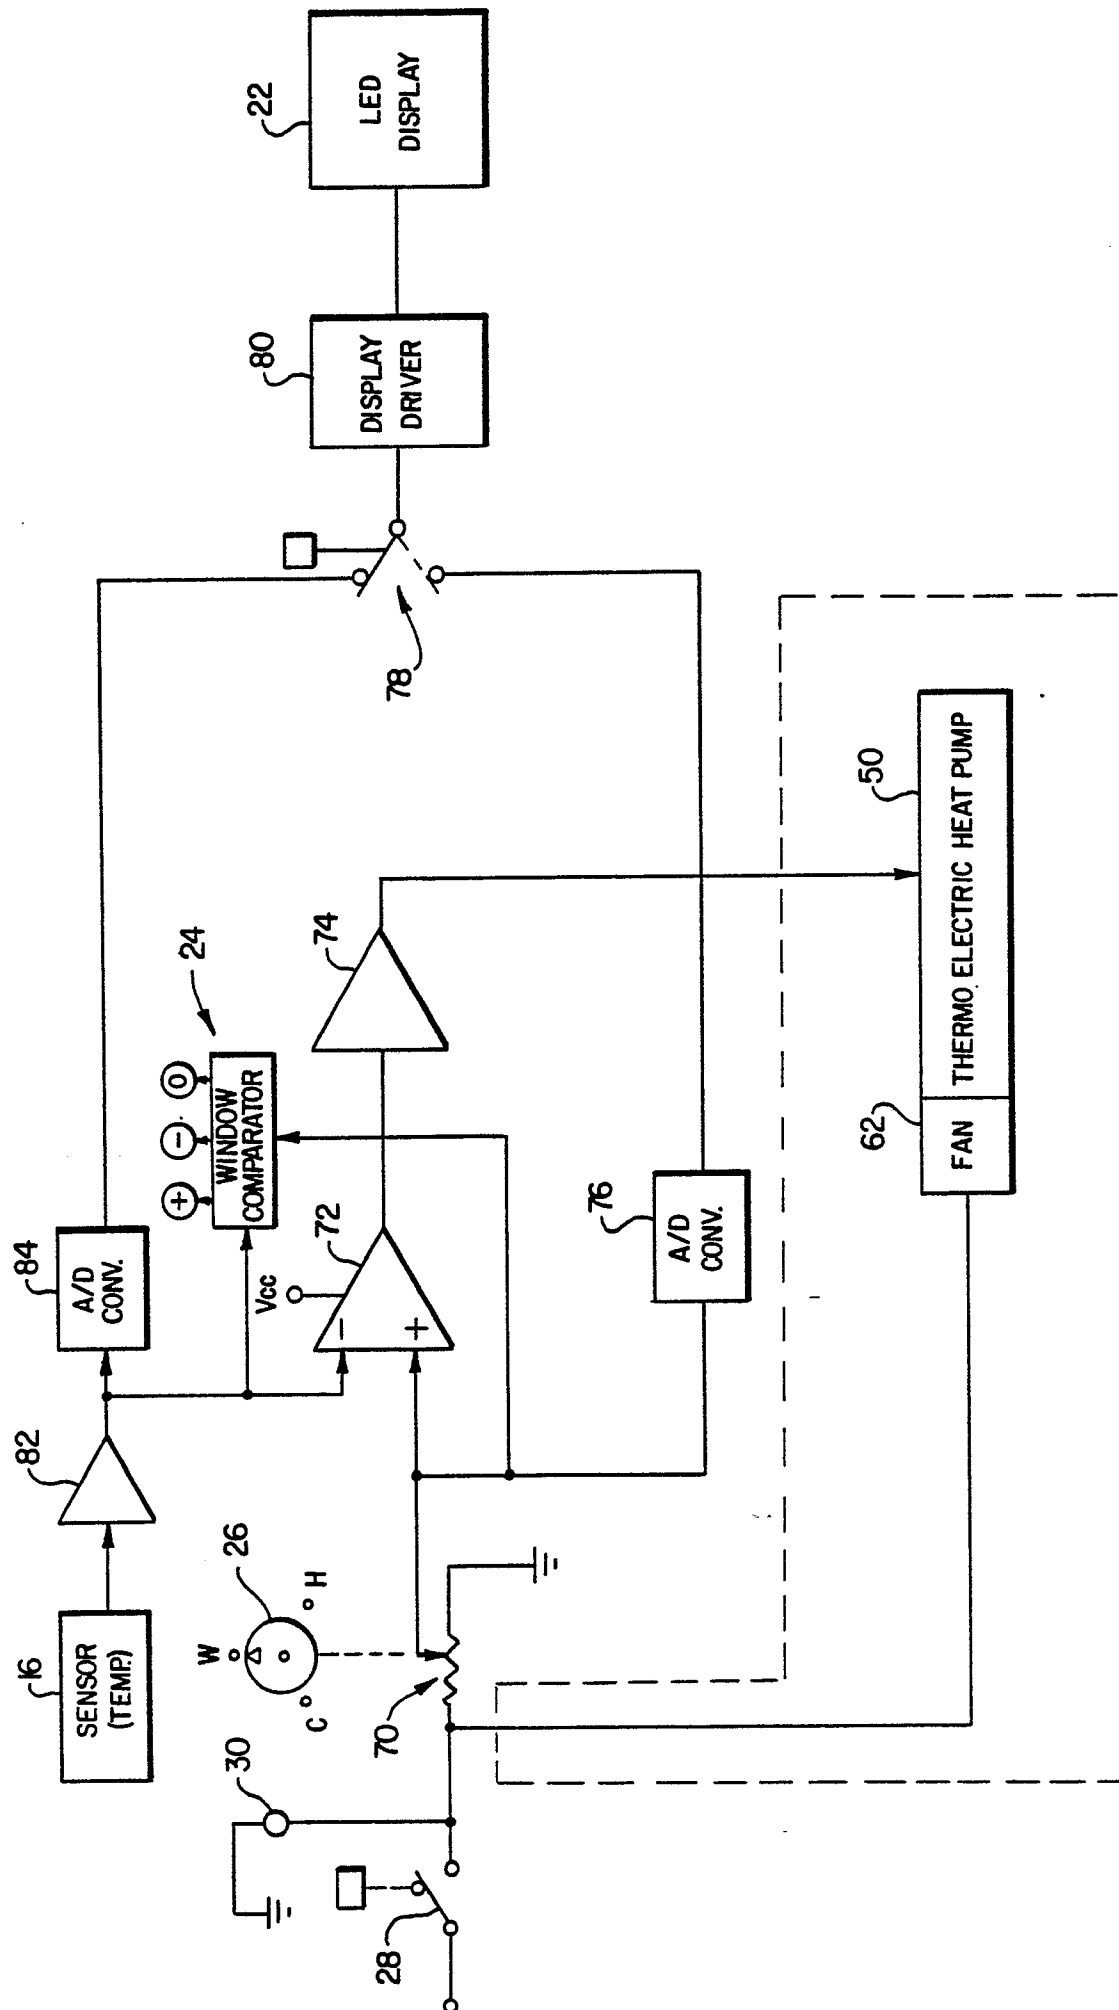 16
SENSOR
(TEMP.)
82
84
A/D
CONV.
24
+
-
0
WINDOW
COMPARATOR
30
28
26
W
C
H
70
Vcc
72
-
+
74
76
A/D
CONV.
78
80
DISPLAY
DRIVER
22
LED
DISPLAY
62
FAN
50
THERMO ELECTRIC HEAT PUMP